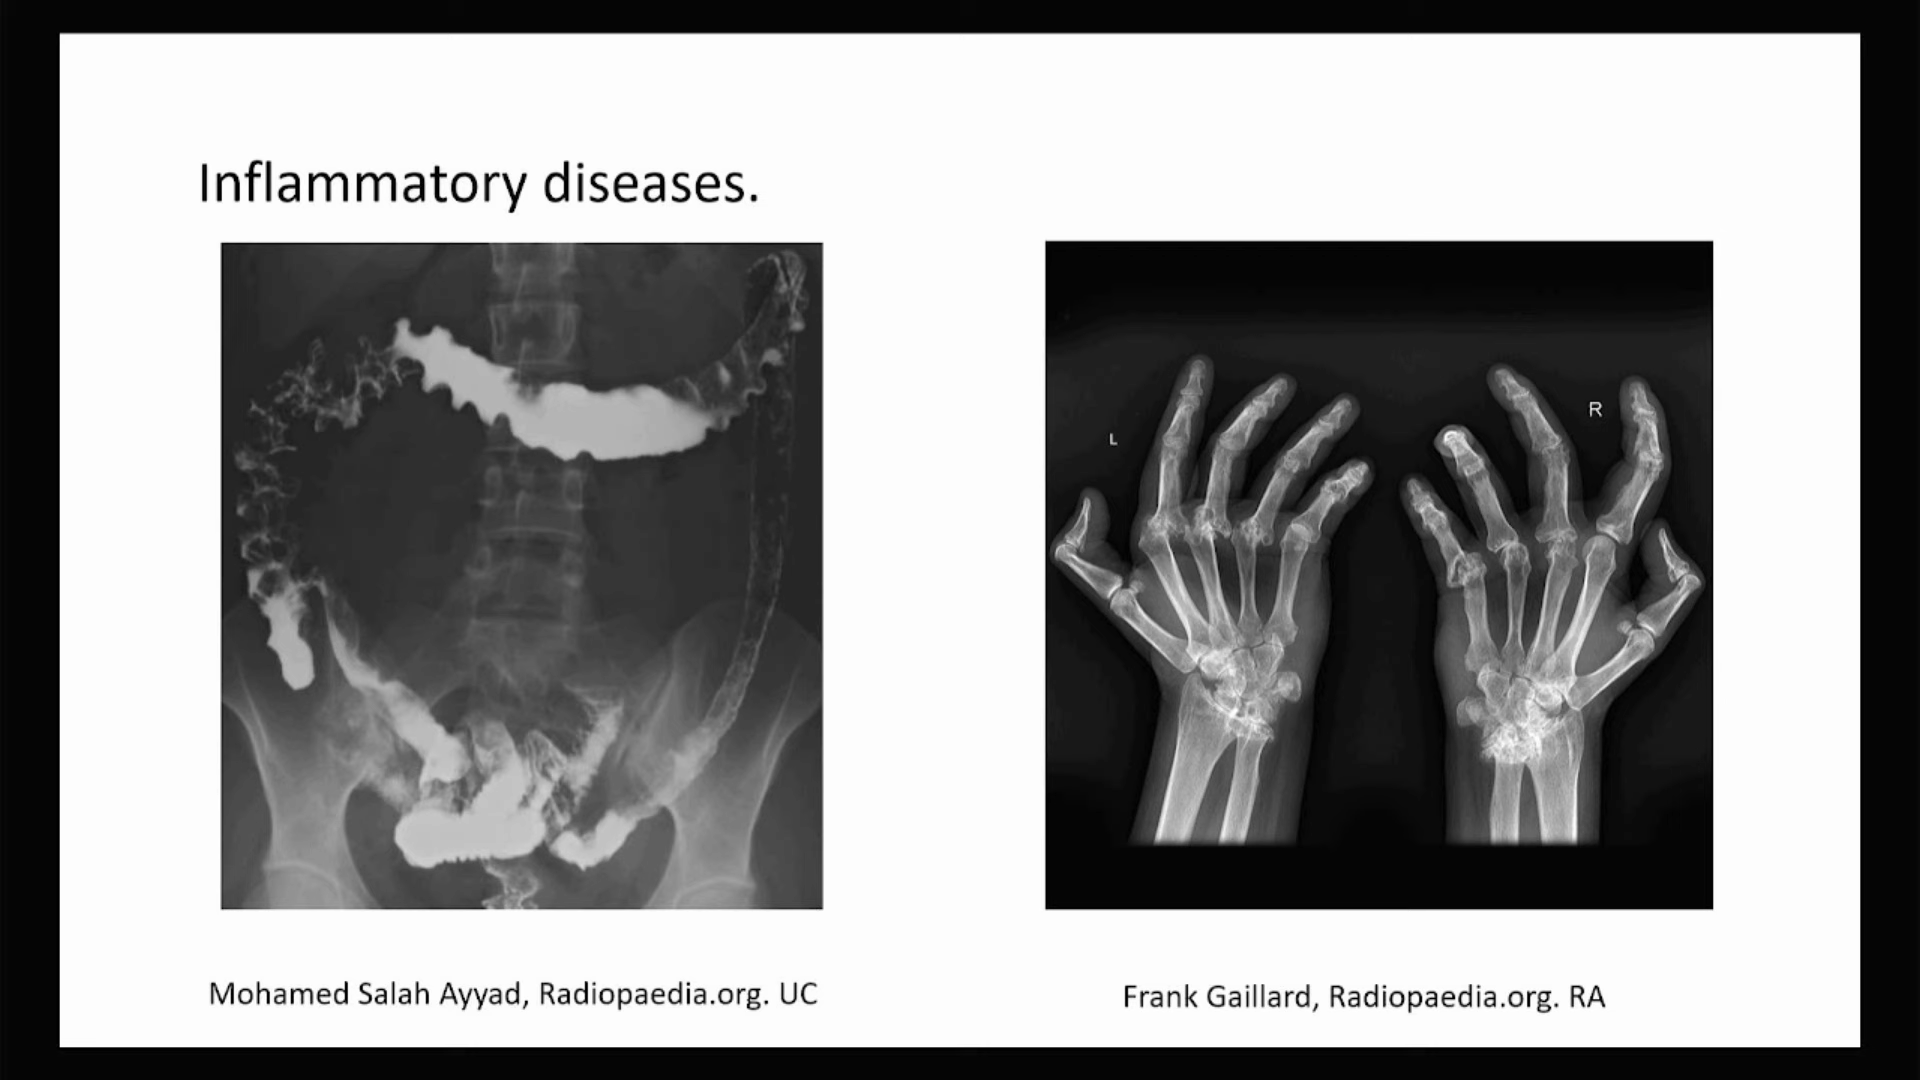 Inflammatory diseases.
L
R
Mohamed Salah Ayyad, Radiopaedia.org. UC
Frank Gaillard, Radiopaedia.org. RA